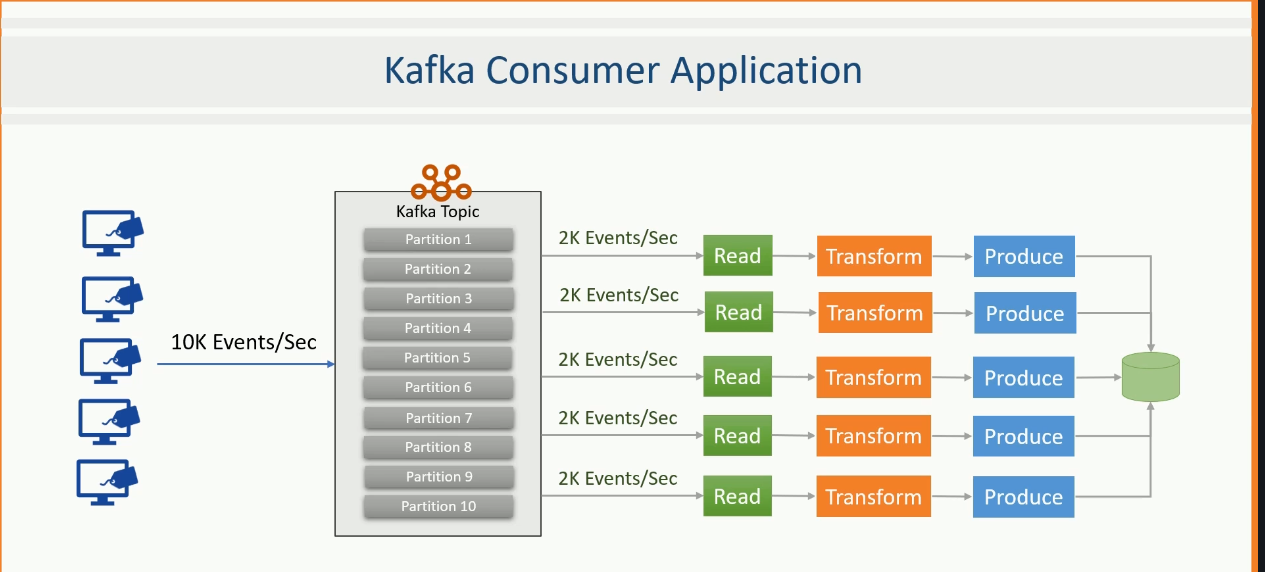 Kafka Consumer Application
10K Events/Sec
Kafka Topic
Partition 1
Partition 2
Partition 3
Partition 4
Partition 5
Partition 6
Partition 7
Partition 8
Partition 9
Partition 10
2K Events/Sec
Read
Transform
Produce
2K Events/Sec
Read
Transform
Produce
2K Events/Sec
Read
Transform
Produce
2K Events/Sec
Read
Transform
Produce
2K Events/Sec
Read
Transform
Produce